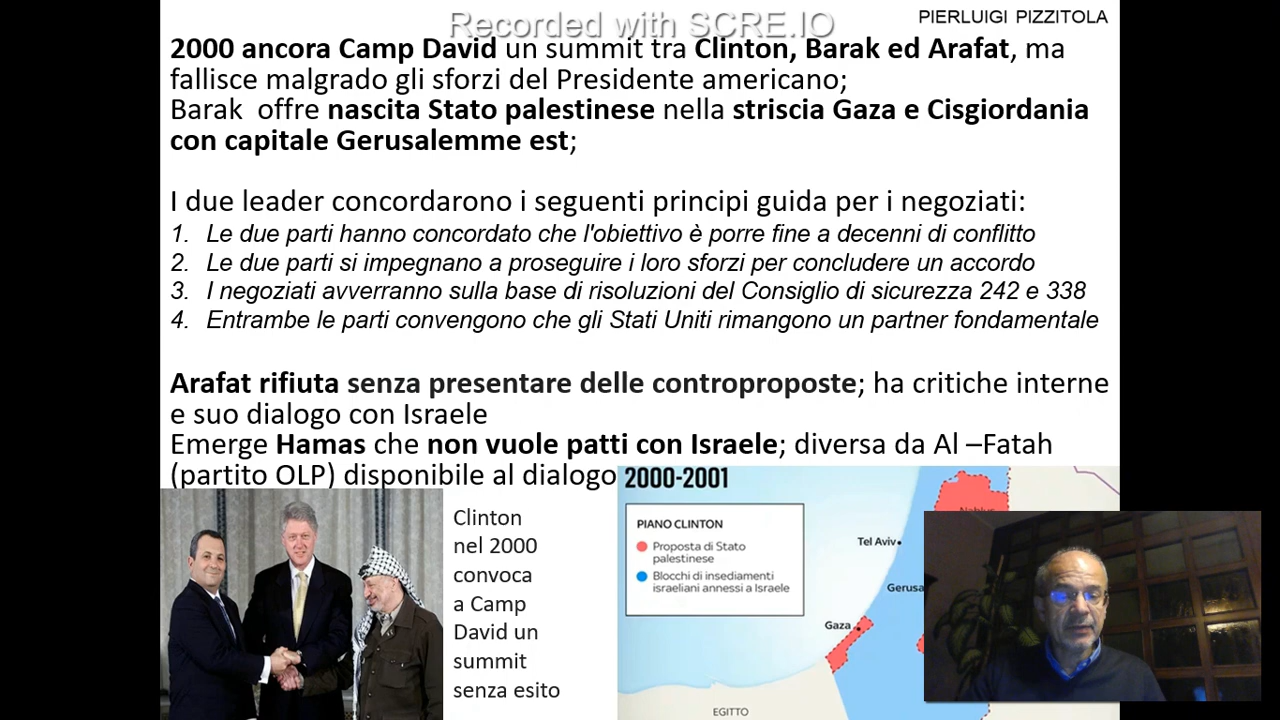 Recorded with SCRE.IO
PIERLUIGI PIZZITOLA
2000 ancora Camp David un summit tra Clinton, Barak ed Arafat, ma
fallisce malgrado gli sforzi del Presidente americano;
Barak offre nascita Stato palestinese nella striscia Gaza e Cisgiordania
con capitale Gerusalemme est;
I due leader concordarono i seguenti principi guida per i negoziati:
1. Le due parti hanno concordato che l'obiettivo è porre fine a decenni di conflitto
2. Le due parti si impegnano a proseguire i loro sforzi per concludere un accordo
3. I negoziati avverranno sulla base di risoluzioni del Consiglio di sicurezza 242 e 338
4. Entrambe le parti convengono che gli Stati Uniti rimangono un partner fondamentale
Arafat rifiuta senza presentare delle controproposte; ha critiche interne
e suo dialogo con Israele
Emerge Hamas che non vuole patti con Israele; diversa da Al –Fatah
(partito OLP) disponibile al dialogo
Clinton
nel 2000
convoca
a Camp
David un
summit
senza esito
2000-2001
PIANO CLINTON
Proposta di Stato
palestinese
Blocchi di insediamenti
israeliani annessi a Israele
Nablus
Tel Aviv
Gerusa
Gaza
EGITTO